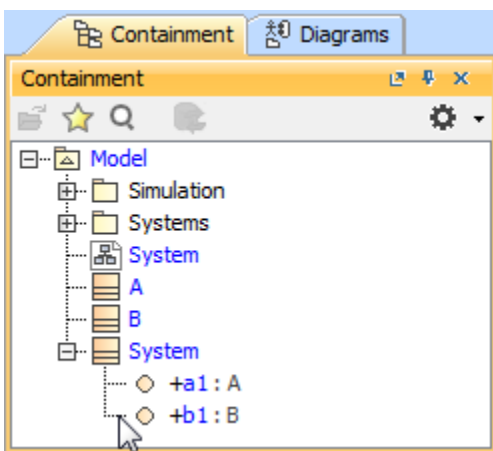 Containment Diagrams
Containment
Model
Simulation
Systems
System
A
B
System
+a1 : A
+b1 : B